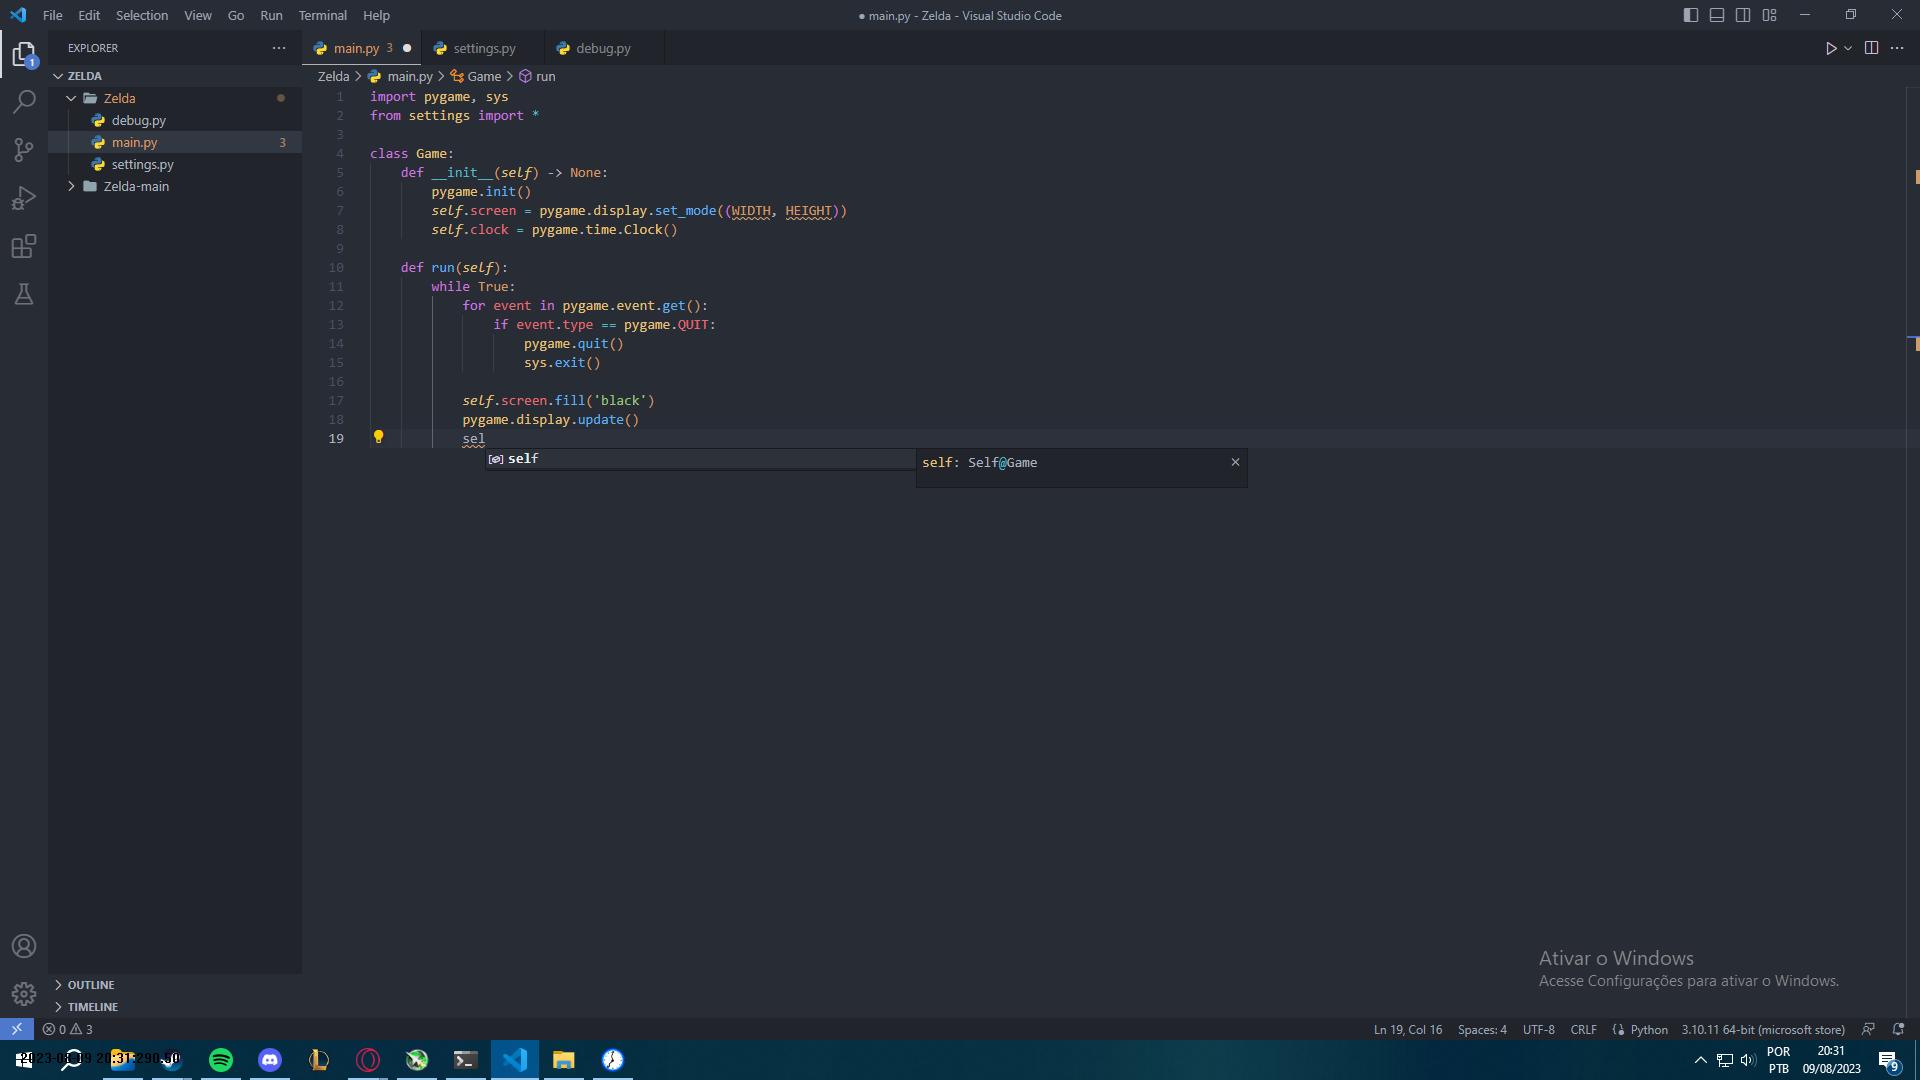 File Edit Selection View Go Run Terminal Help
● main.py - Zelda - Visual Studio Code
EXPLORER
main.py 3
settings.py
debug.py
1
ZELDA
Zelda
debug.py
main.py 3
settings.py
Zelda-main
Zelda > main.py > Game > run
1 import pygame, sys
2 from settings import *
3
4 class Game:
5 def __init__(self) -> None:
6 pygame.init()
7 self.screen = pygame.display.set_mode((WIDTH, HEIGHT))
8 self.clock = pygame.time.Clock()
9
10 def run(self):
11 while True:
12 for event in pygame.event.get():
13 if event.type == pygame.QUIT:
14 pygame.quit()
15 sys.exit()
16
17 self.screen.fill('black')
18 pygame.display.update()
19 sel
self
self: Self@Game
Ativar o Windows
Acesse Configurações para ativar o Windows.
OUTLINE
TIMELINE
0 3
Ln 19, Col 16 Spaces: 4 UTF-8 CRLF Python 3.10.11 64-bit (microsoft store)
POR
PTB
20:31
09/08/2023
9